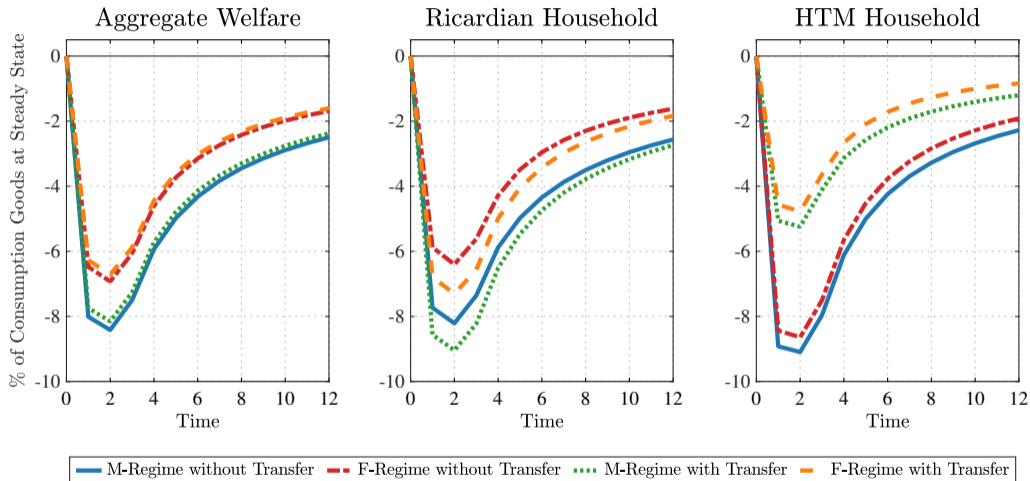 Aggregate Welfare
Ricardian Household
HTM Household
% of Consumption Goods at Steady State
0
-2
-4
-6
-8
-10
0 2 4 6 8 10 12
Time
0
-2
-4
-6
-8
-10
0 2 4 6 8 10 12
Time
0
-2
-4
-6
-8
-10
0 2 4 6 8 10 12
Time
M-Regime without Transfer F-Regime without Transfer M-Regime with Transfer F-Regime with Transfer